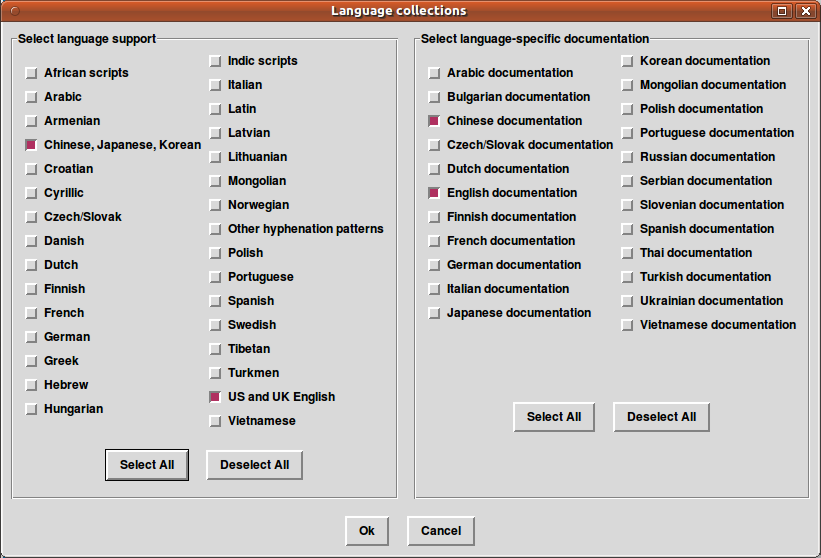 Language collections
Select language support
African scripts
Arabic
Armenian
Chinese, Japanese, Korean
Croatian
Cyrillic
Czech/Slovak
Danish
Dutch
Finnish
French
German
Greek
Hebrew
Hungarian
Indic scripts
Italian
Latin
Latvian
Lithuanian
Mongolian
Norwegian
Other hyphenation patterns
Polish
Portuguese
Spanish
Swedish
Tibetan
Turkmen
US and UK English
Vietnamese
Select All
Deselect All
Select language-specific documentation
Arabic documentation
Bulgarian documentation
Chinese documentation
Czech/Slovak documentation
Dutch documentation
English documentation
Finnish documentation
French documentation
German documentation
Italian documentation
Japanese documentation
Korean documentation
Mongolian documentation
Polish documentation
Portuguese documentation
Russian documentation
Serbian documentation
Slovenian documentation
Spanish documentation
Thai documentation
Turkish documentation
Ukrainian documentation
Vietnamese documentation
Select All
Deselect All
Ok
Cancel